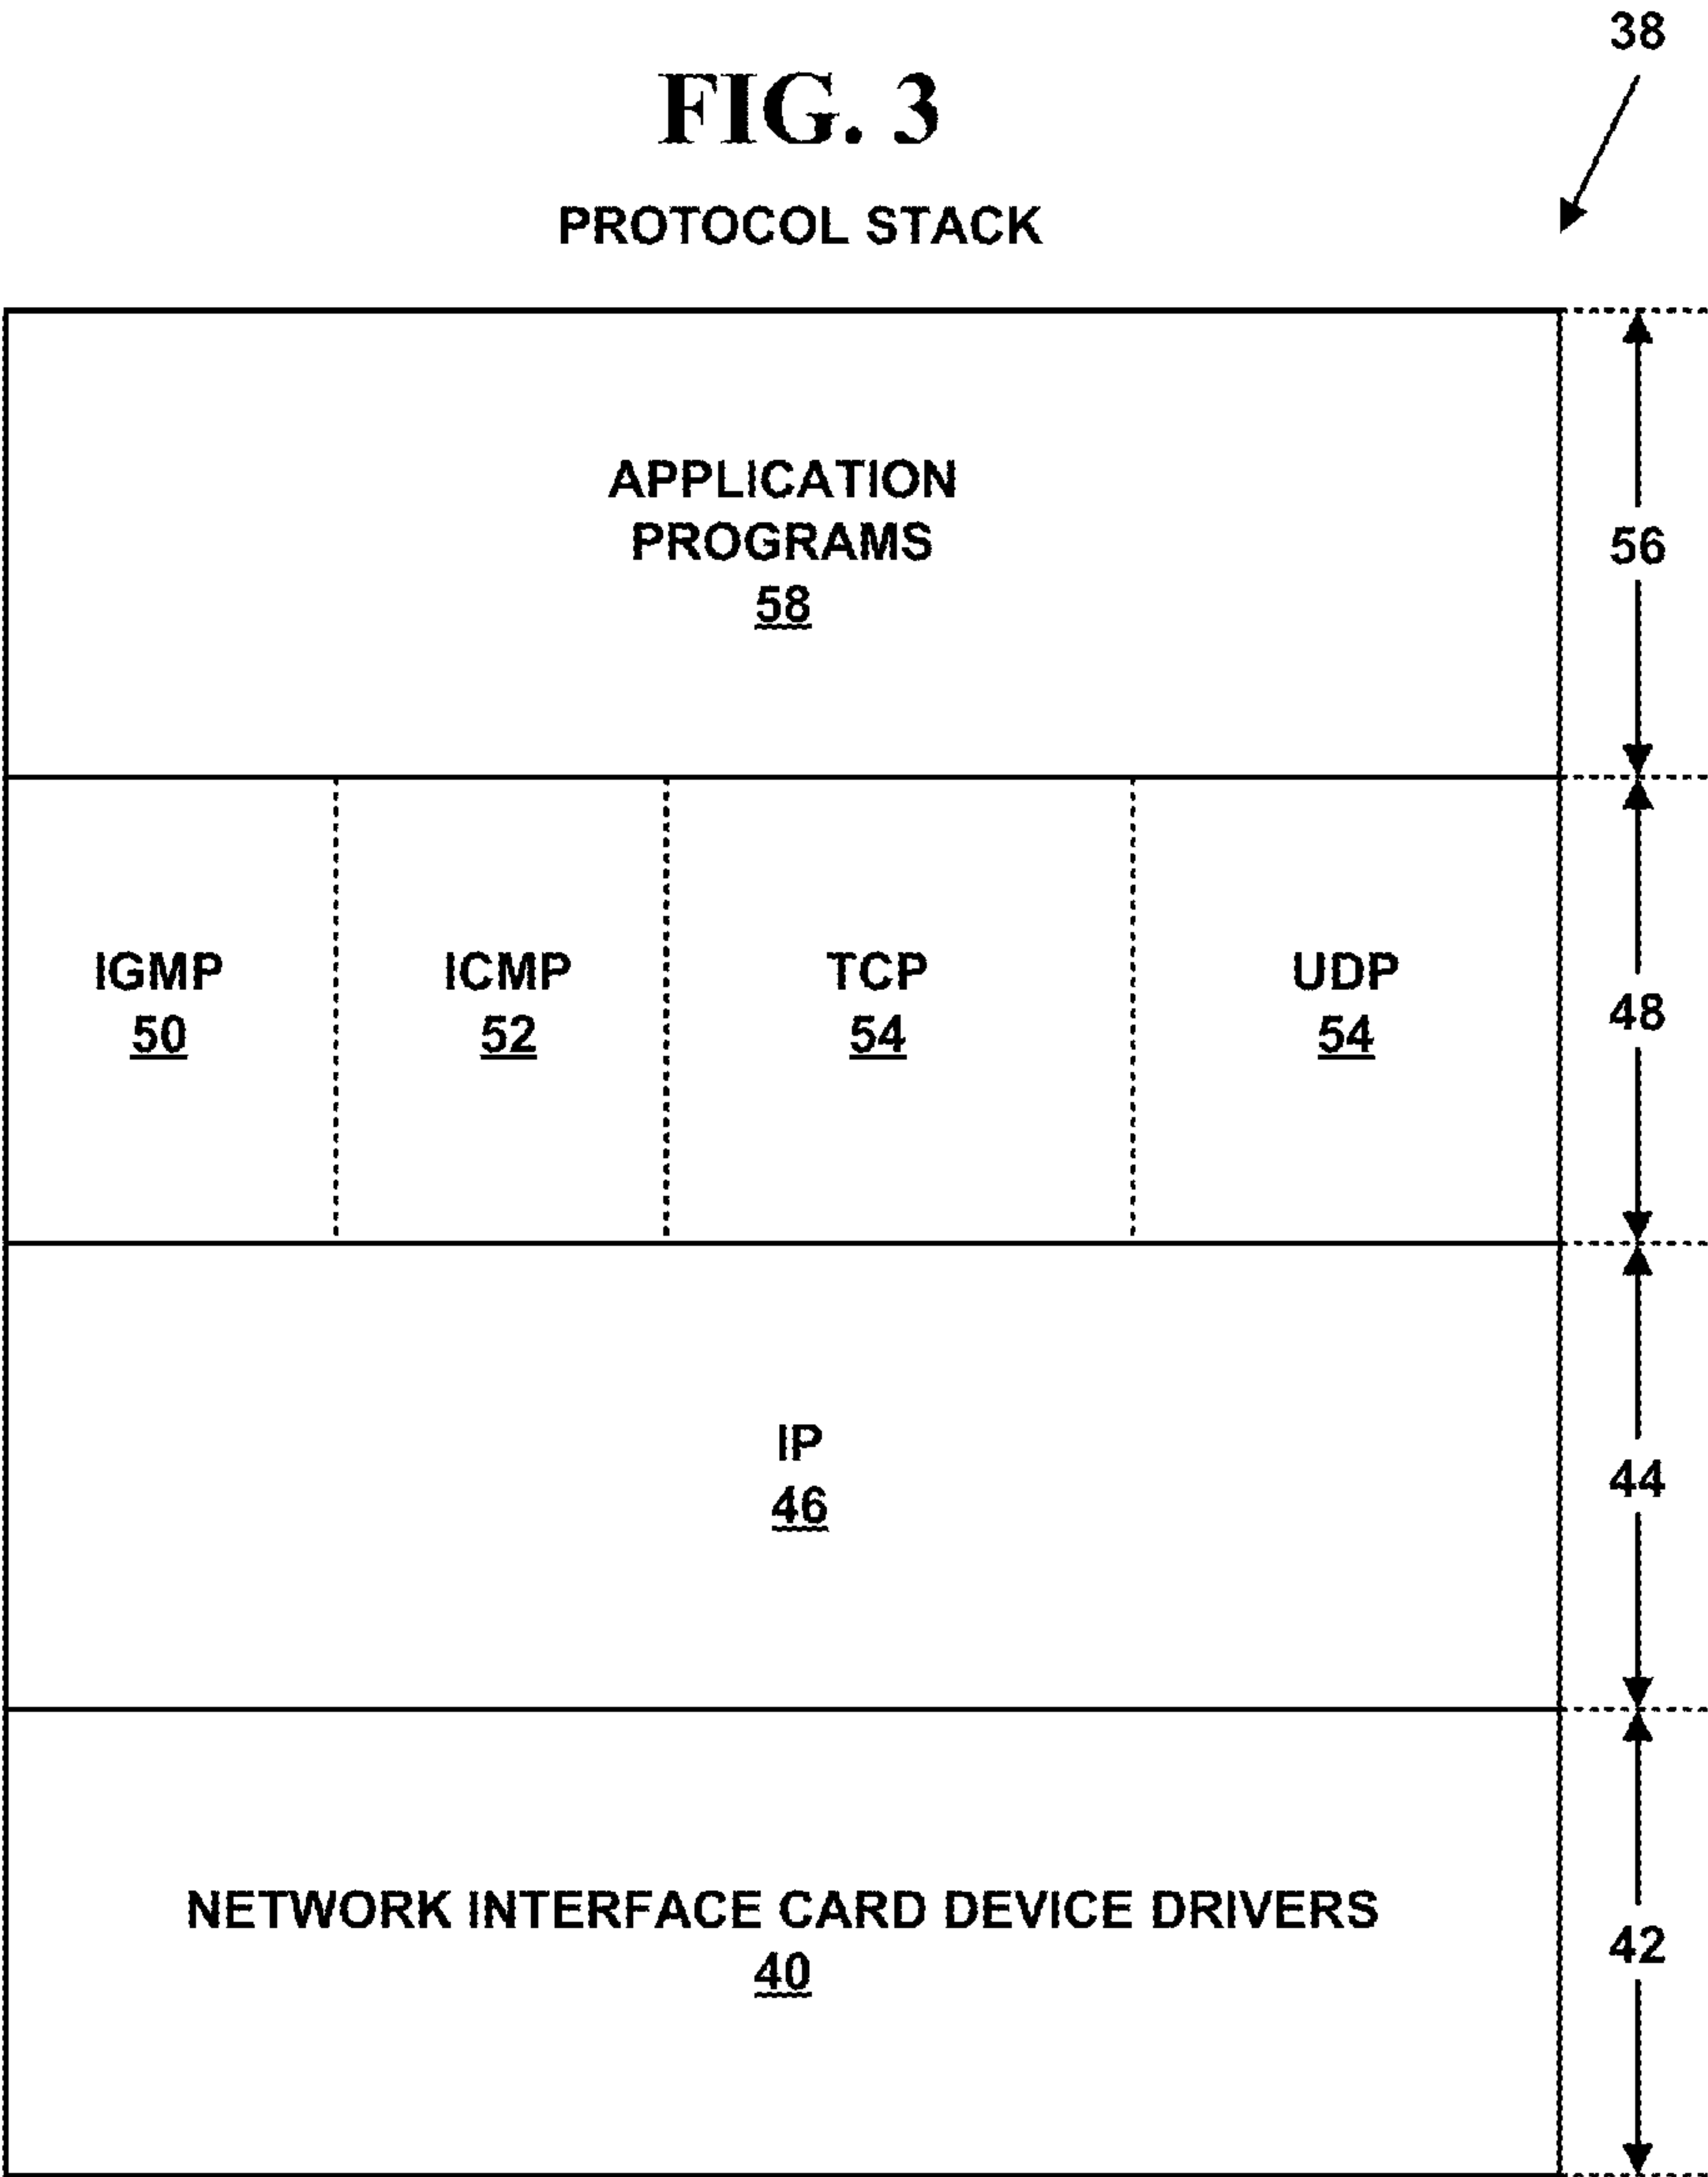 38
FIG. 3
PROTOCOL STACK
APPLICATION
PROGRAMS
58
56
IGMP
50
ICMP
52
TCP
54
UDP
54
48
IP
46
44
NETWORK INTERFACE CARD DEVICE DRIVERS
40
42